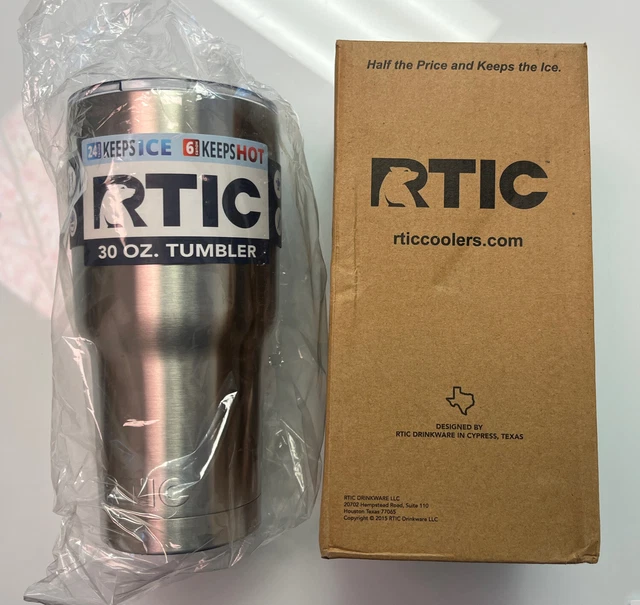 24 KEEPS ICE 6 KEEPS HOT
RTIC
30 OZ. TUMBLER
Half the Price and Keeps the Ice.
RTIC
rticcoolers.com
DESIGNED BY
RTIC DRINKWARE IN CYPRESS, TEXAS
RTIC DRINKWARE LLC
20702 Hempstead Road, Suite 110
Houston Texas 77065
Copyright © 2015 RTIC Drinkware LLC